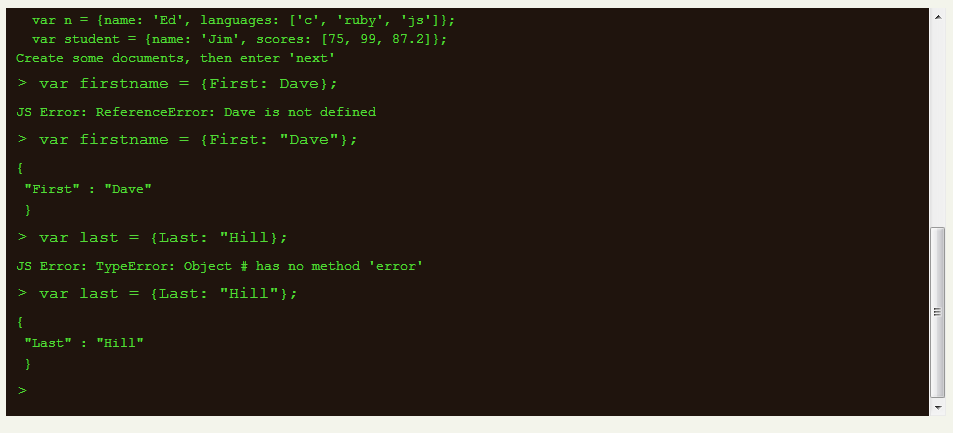 var n = {name: 'Ed', languages: ['c', 'ruby', 'js']};
var student = {name: 'Jim', scores: [75, 99, 87.2]};
Create some documents, then enter 'next'
> var firstname = {First: Dave};
JS Error: ReferenceError: Dave is not defined
> var firstname = {First: "Dave"};
{
"First" : "Dave"
}
> var last = {Last: "Hill};
JS Error: TypeError: Object # has no method 'error'
> var last = {Last: "Hill"};
{
"Last" : "Hill"
}
>